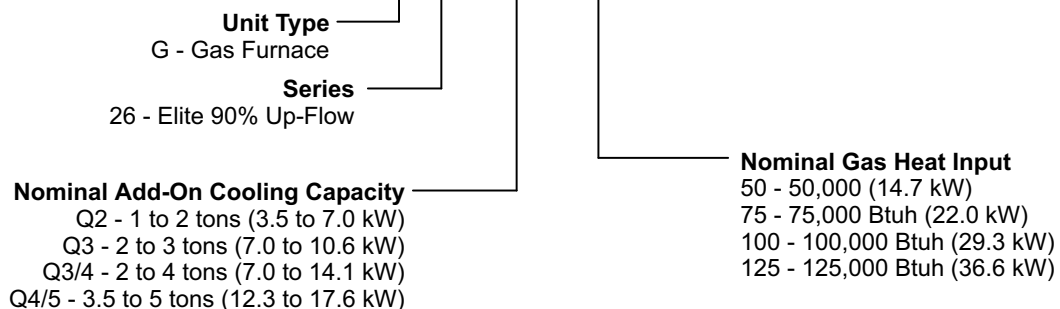 Unit Type
G - Gas Furnace
Series
26 - Elite 90% Up-Flow
Nominal Add-On Cooling Capacity
Q2 - 1 to 2 tons (3.5 to 7.0 kW)
Q3 - 2 to 3 tons (7.0 to 10.6 kW)
Q3/4 - 2 to 4 tons (7.0 to 14.1 kW)
Q4/5 - 3.5 to 5 tons (12.3 to 17.6 kW)
Nominal Gas Heat Input
50 - 50,000 (14.7 kW)
75 - 75,000 Btuh (22.0 kW)
100 - 100,000 Btuh (29.3 kW)
125 - 125,000 Btuh (36.6 kW)